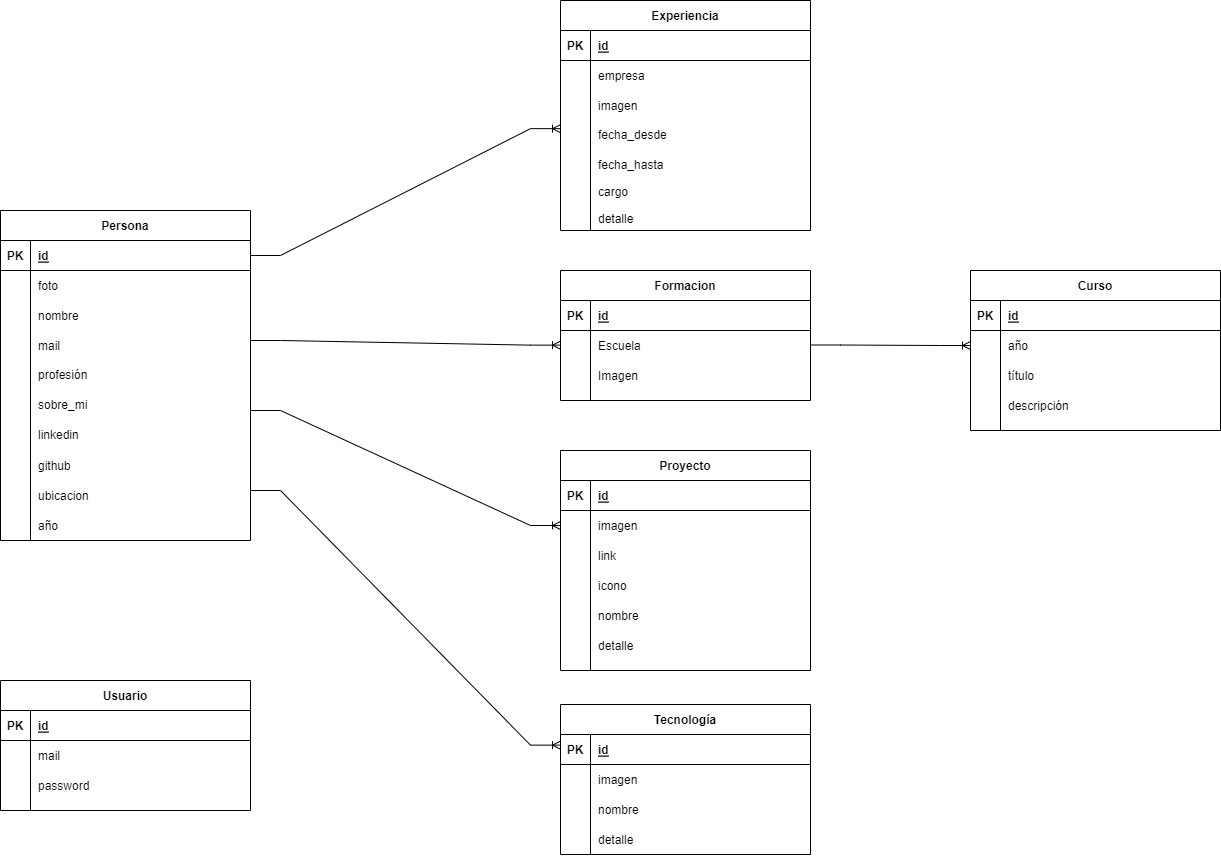 Experiencia
PK id
empresa
imagen
fecha_desde
fecha_hasta
cargo
detalle
Persona
PK id
foto
nombre
mail
profesión
sobre_mi
linkedin
github
ubicacion
año
Formacion
PK id
Escuela
Imagen
Curso
PK id
año
título
descripción
Proyecto
PK id
imagen
link
icono
nombre
detalle
Usuario
PK id
mail
password
Tecnología
PK id
imagen
nombre
detalle